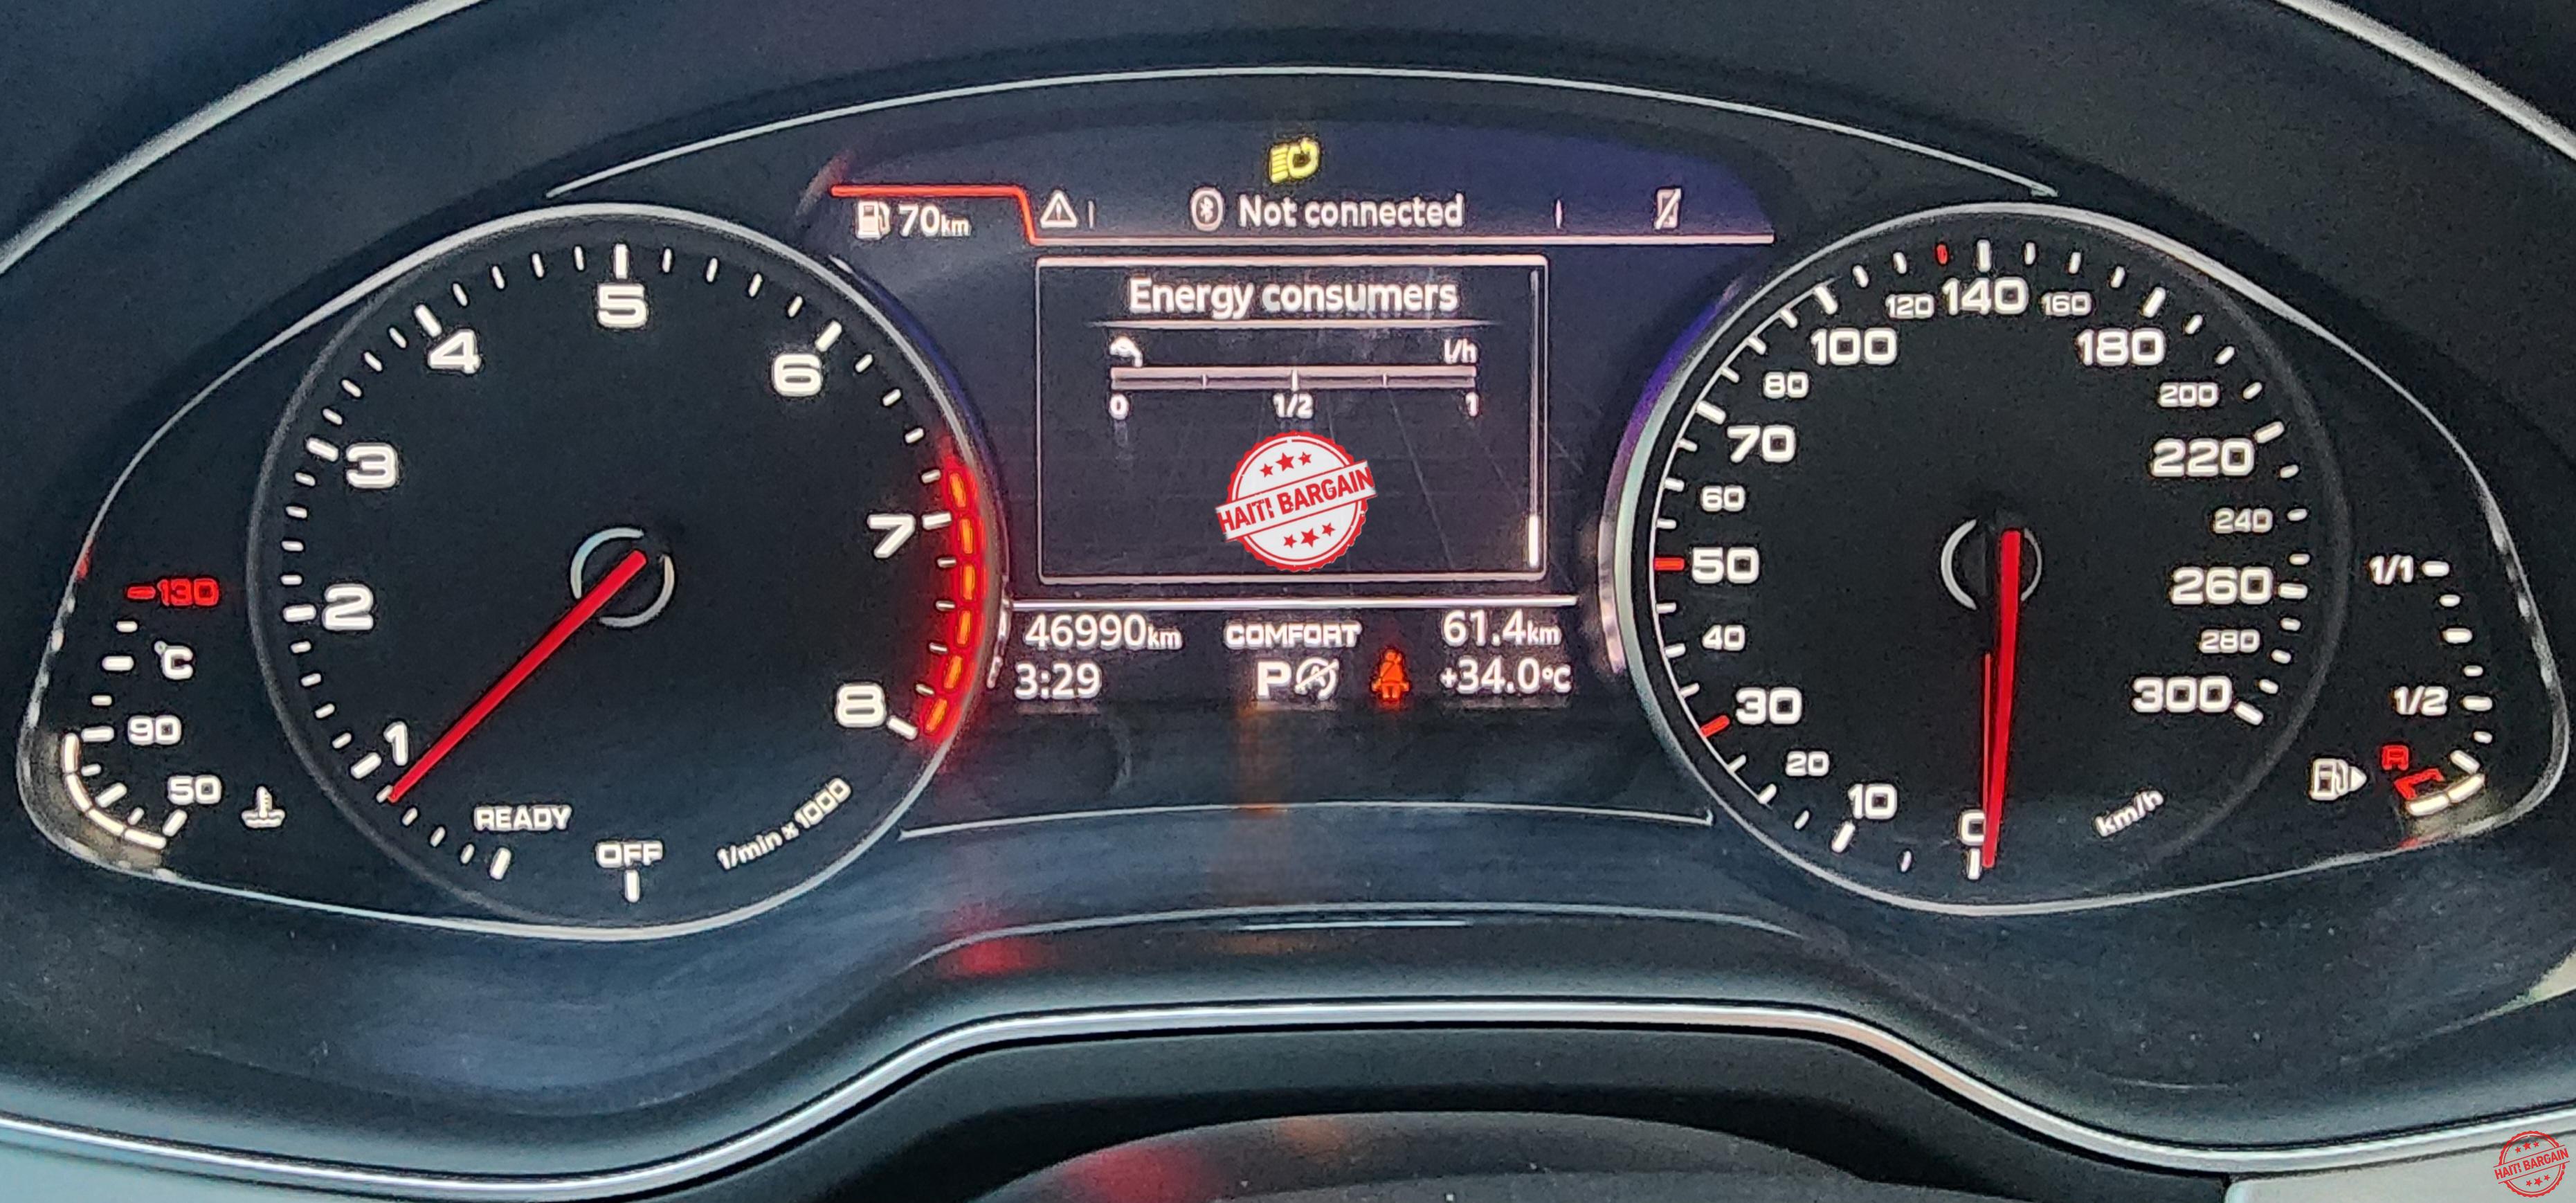 70km
Not connected
Energy consumers
l/h
0 1/2 1
HAITI BARGAIN
46990km COMFORT 61.4km
3:29 P +34.0°C
1
2
3
4
5
6
7
8
READY
OFF
1/min x 1000
130
°C
90
50
0
10
20
30
40
50
60
70
80
100
120
140
160
180
200
220
240
260
280
300
km/h
1/1
1/2
R
HAITI BARGAIN